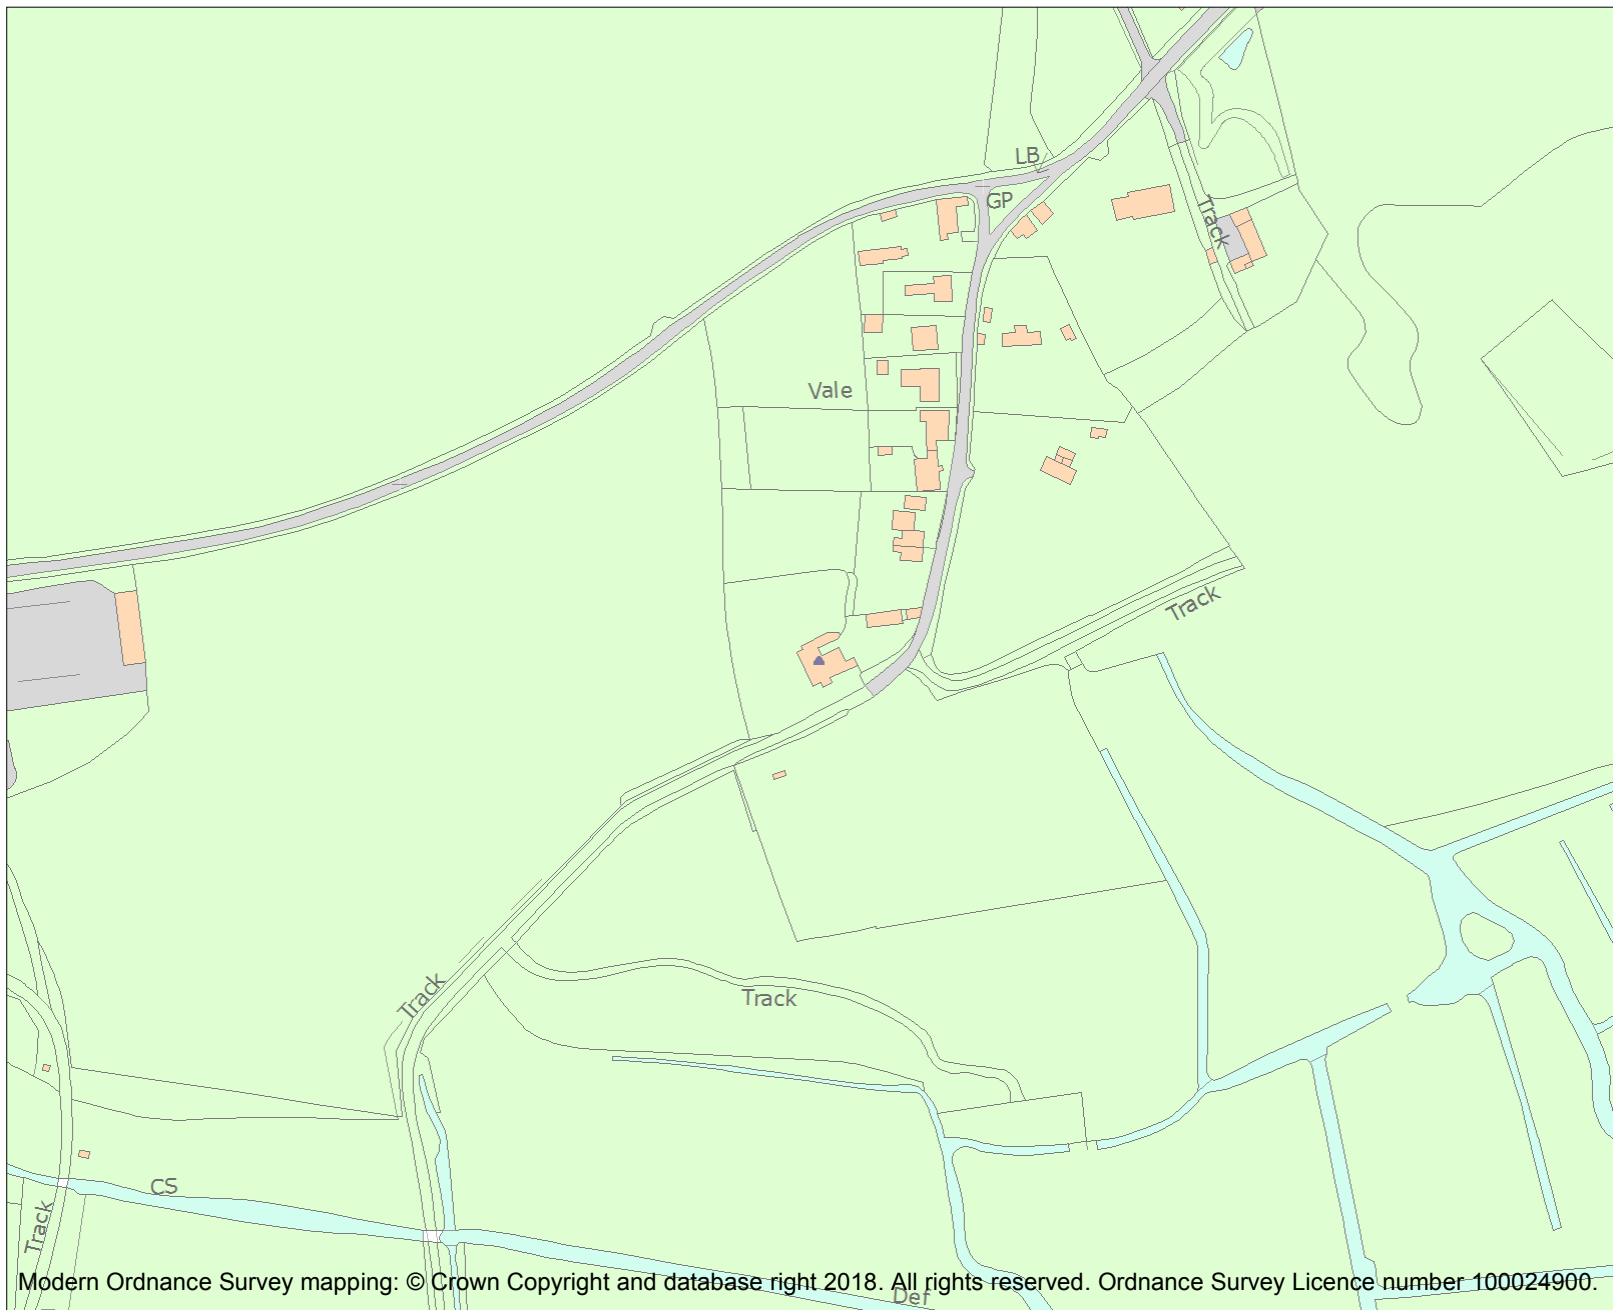 LB
GP
Track
Vale
Track
Track
Track
CS
Track
Modern Ordnance Survey mapping: © Crown Copyright and database right 2018. All rights reserved. Ordnance Survey Licence number 100024900.
Def